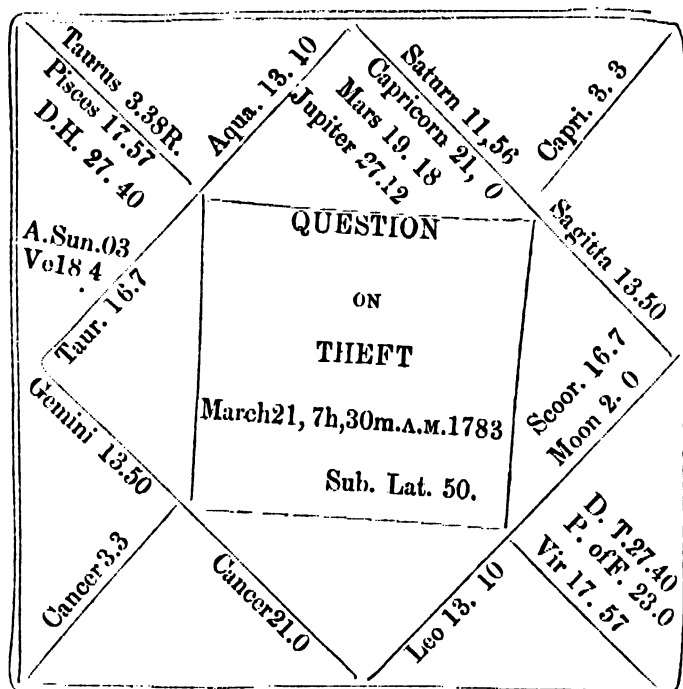 Taurus 3.38R.
Pisces 17.57
D.H. 27. 40
Aqua. 13. 10
Saturn 11,56
Capricorn 21, 0
Mars 19. 18
Jupiter 27.12
Capri. 3. 3
Sagitta 13.50
A.Sun.03
Ve18 4
Taur. 16.7
QUESTION
ON
THEFT
March21, 7h,30m.A.M.1783
Sub. Lat. 50.
Scoor. 16.7
Moon 2. 0
Gemini 13.50
Cancer3.3
Cancer21.0
Leo 13. 10
D. T.27.40
P. ofF. 23.0
Vir 17. 57